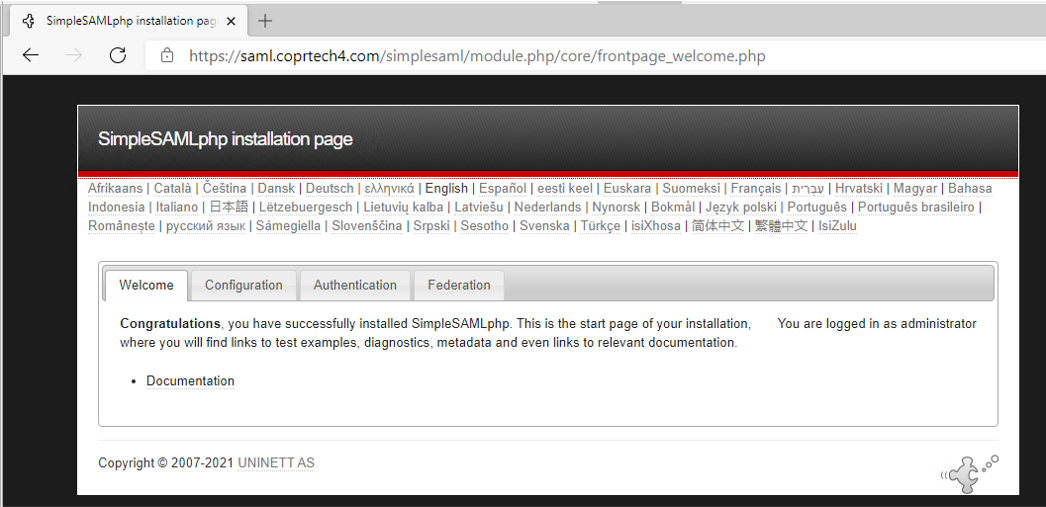 SimpleSAMLphp installation pag
https://saml.coprtech4.com/simplesaml/module.php/core/frontpage_welcome.php
SimpleSAMLphp installation page
Afrikaans | Català | Čeština | Dansk | Deutsch | ελληνικά | English | Español | eesti keel | Euskara | Suomeksi | Français | עִבְרִית | Hrvatski | Magyar | Bahasa
Indonesia | Italiano | 日本語 | Lëtzebuergesch | Lietuvių kalba | Latviešu | Nederlands | Nynorsk | Bokmål | Język polski | Português | Português brasileiro |
Românește | русский язык | Sámegiella | Slovenščina | Srpski | Sesotho | Svenska | Türkçe | isiXhosa | 简体中文 | 繁體中文 | IsiZulu
Welcome Configuration Authentication Federation
Congratulations, you have successfully installed SimpleSAMLphp. This is the start page of your installation, You are logged in as administrator
where you will find links to test examples, diagnostics, metadata and even links to relevant documentation.
• Documentation
Copyright © 2007-2021 UNINETT AS